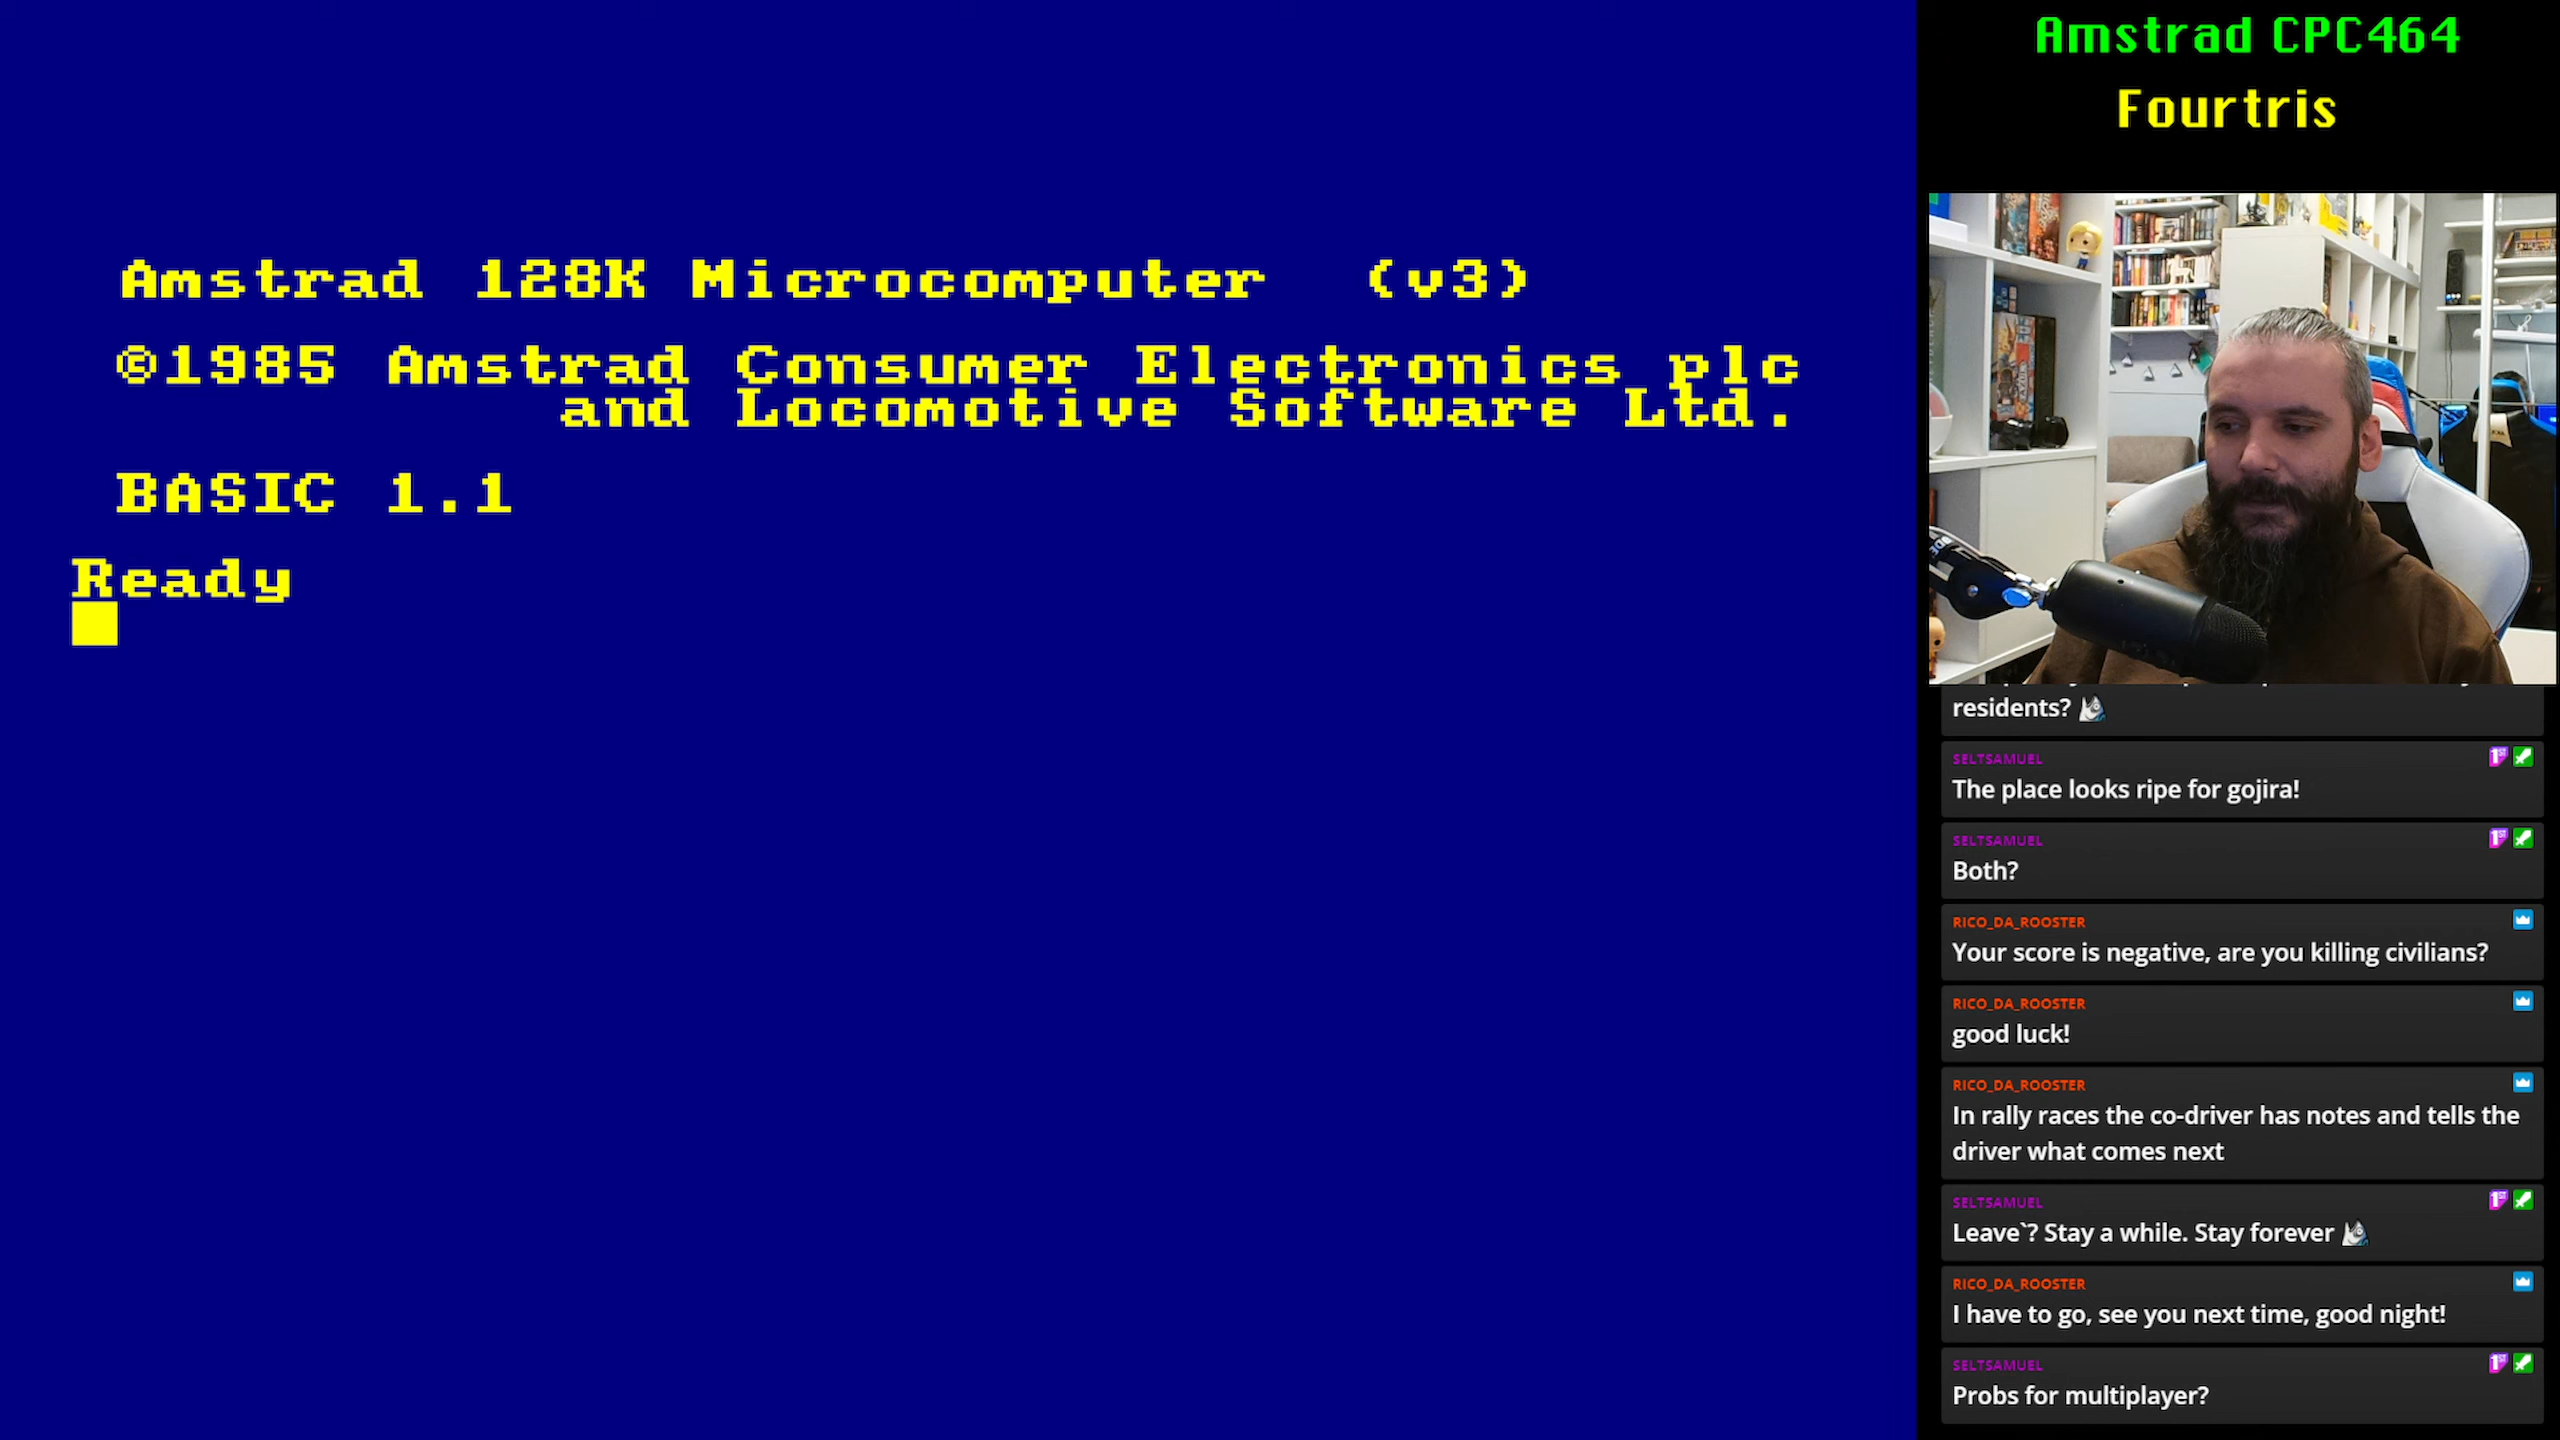 Amstrad 128K Microcomputer (v3)
©1985 Amstrad Consumer Electronics plc
and Locomotive Software Ltd.
BASIC 1.1
Ready
Amstrad CPC464
Fourtris
residents?
SELTSAMUEL
The place looks ripe for gojira!
SELTSAMUEL
Both?
RICO_DA_ROOSTER
Your score is negative, are you killing civilians?
RICO_DA_ROOSTER
good luck!
RICO_DA_ROOSTER
In rally races the co-driver has notes and tells the
driver what comes next
SELTSAMUEL
Leave`? Stay a while. Stay forever
RICO_DA_ROOSTER
I have to go, see you next time, good night!
SELTSAMUEL
Probs for multiplayer?